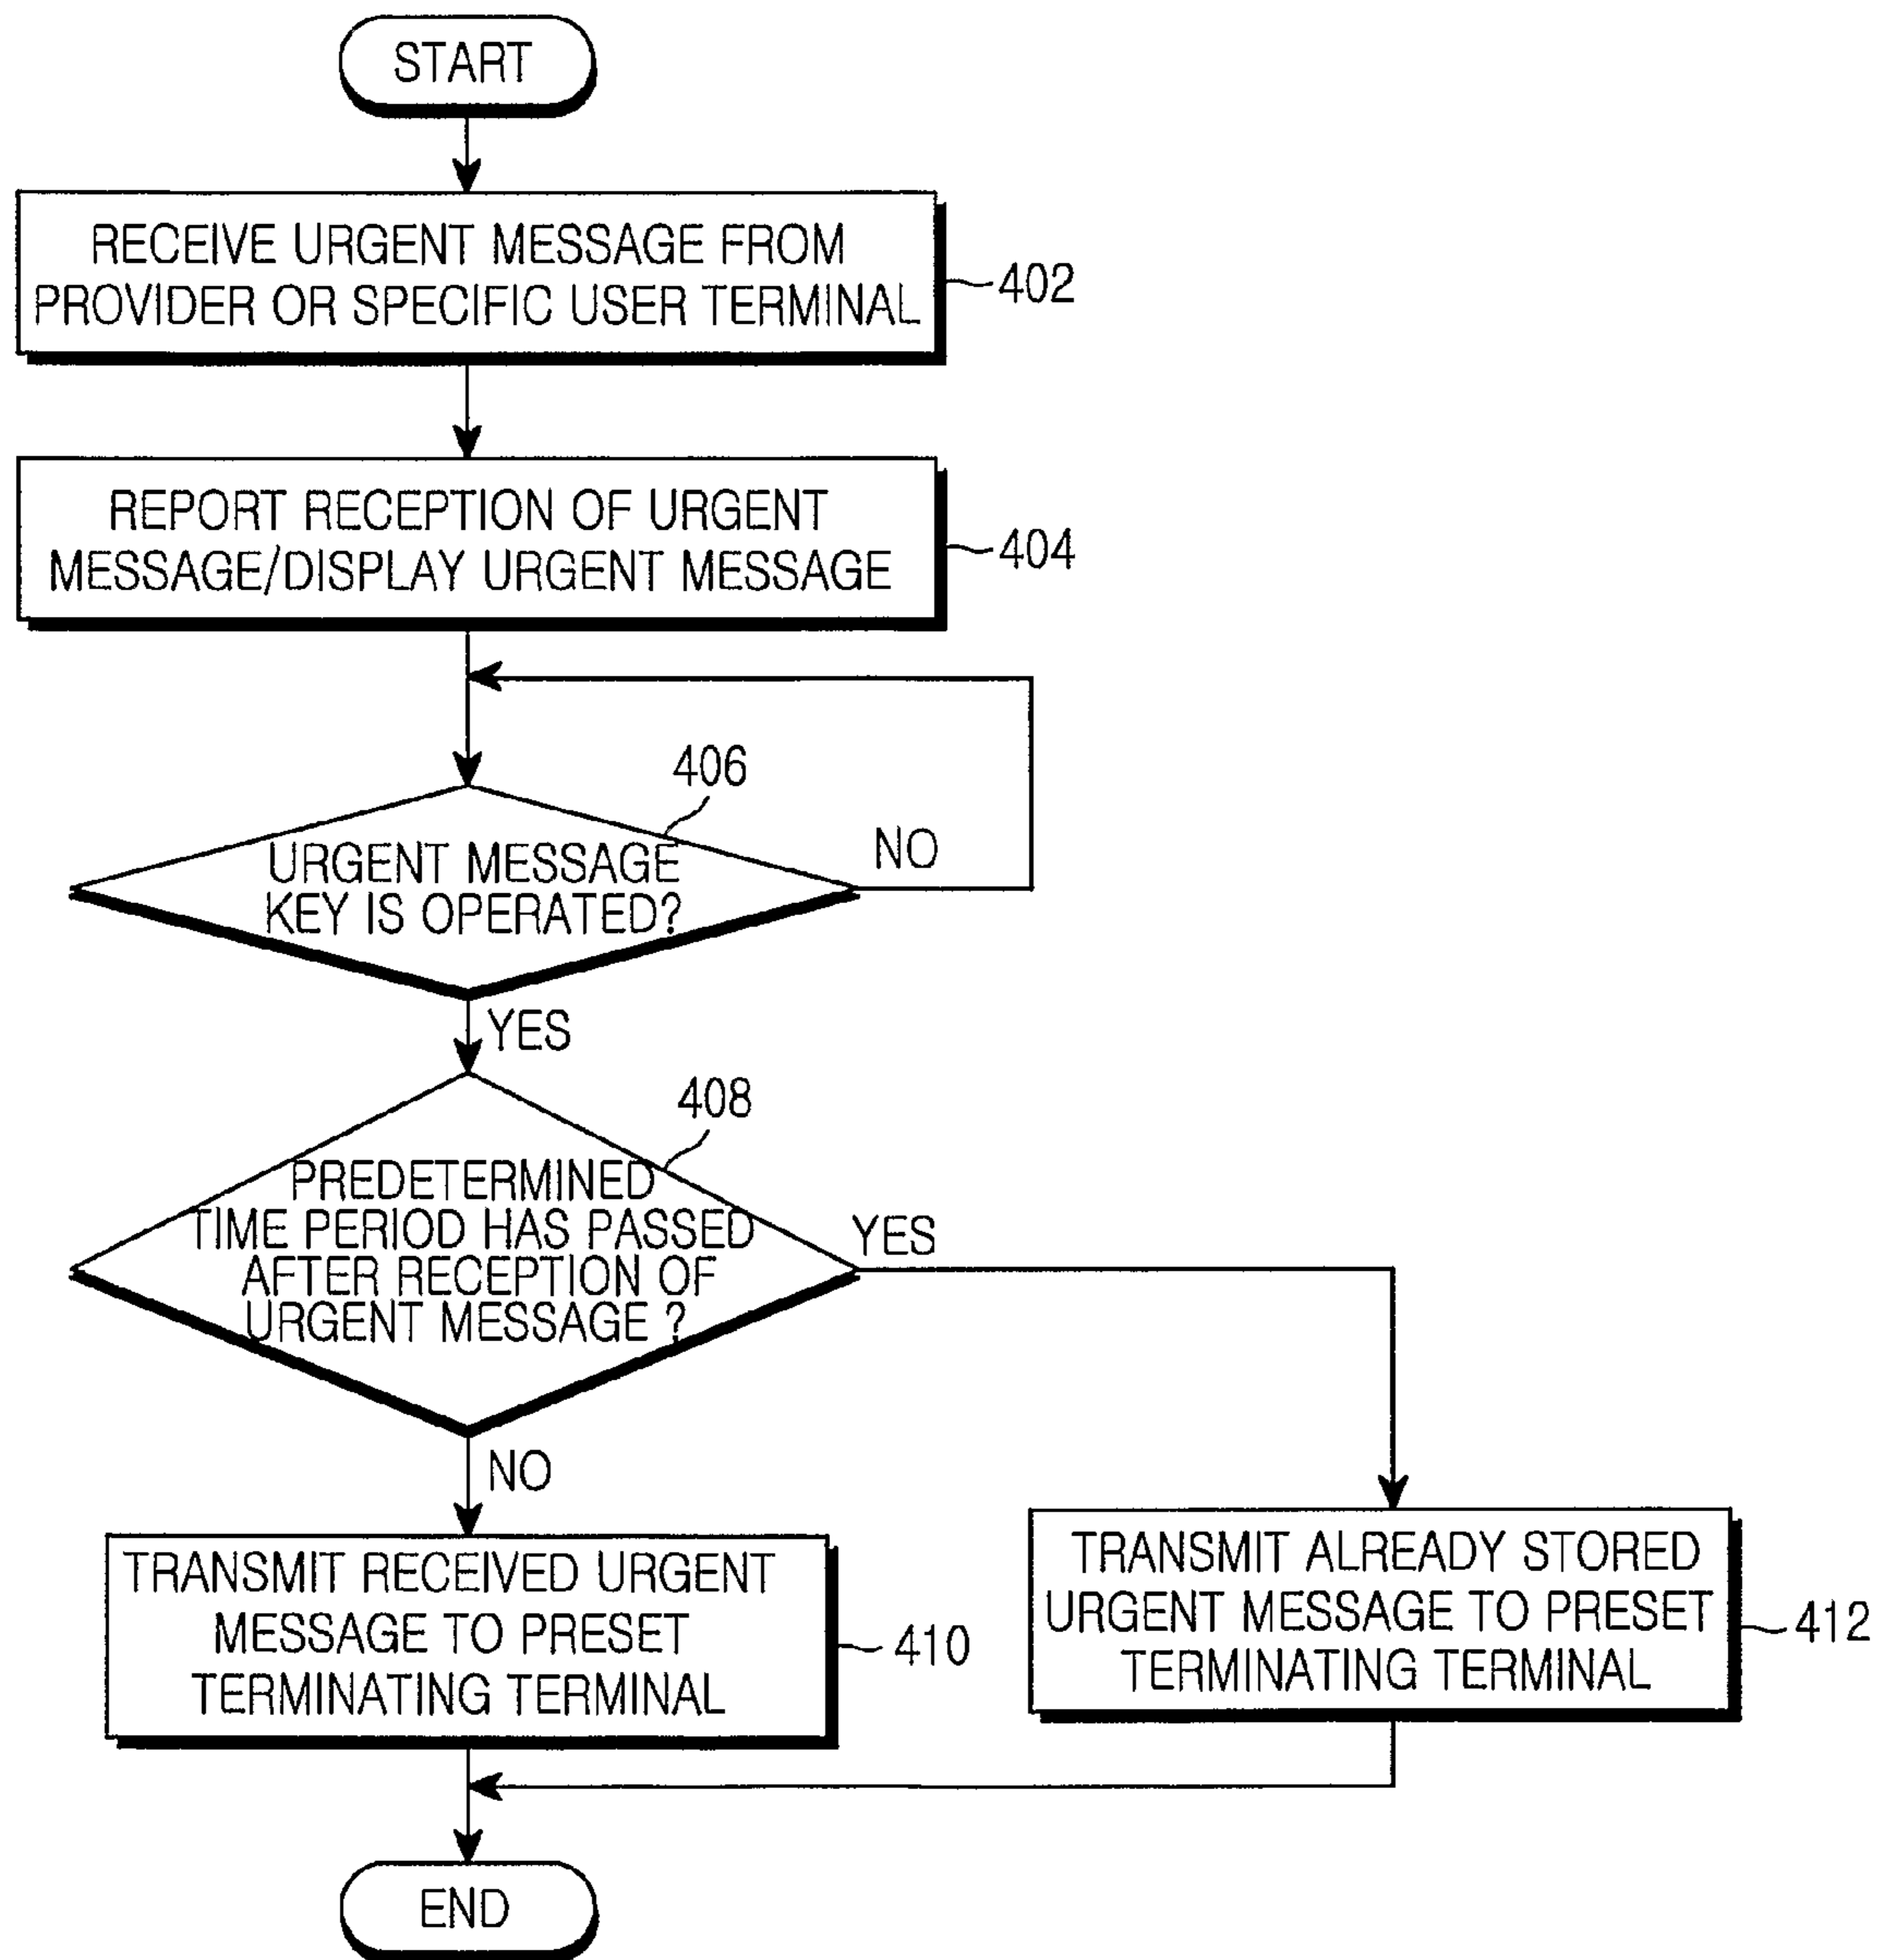 START
RECEIVE URGENT MESSAGE FROM
PROVIDER OR SPECIFIC USER TERMINAL
402
REPORT RECEPTION OF URGENT
MESSAGE/DISPLAY URGENT MESSAGE
404
406
URGENT MESSAGE
KEY IS OPERATED?
NO
YES
408
PREDETERMINED
TIME PERIOD HAS PASSED
AFTER RECEPTION OF
URGENT MESSAGE ?
YES
NO
TRANSMIT RECEIVED URGENT
MESSAGE TO PRESET
TERMINATING TERMINAL
410
TRANSMIT ALREADY STORED
URGENT MESSAGE TO PRESET
TERMINATING TERMINAL
412
END